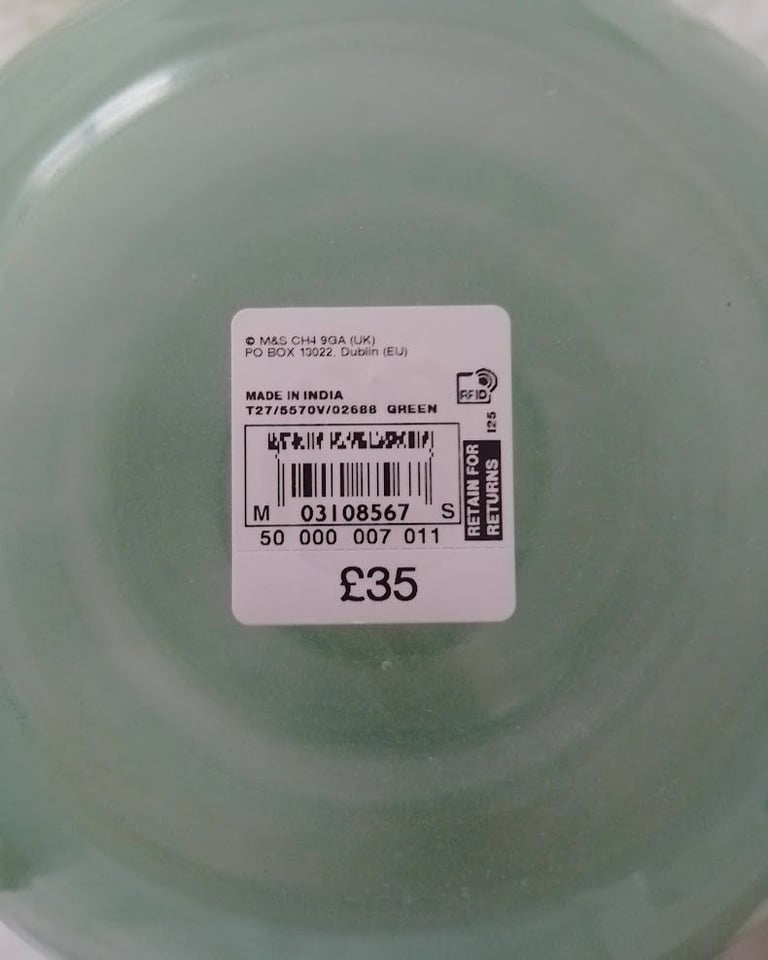 © M&S CH4 9GA (UK)
PO BOX 13022, Dublin (EU)
RFID
MADE IN INDIA
T27/5570V/02688 GREEN
I25
M 03108567 S
50 000 007 011
RETAIN FOR
RETURNS
£35